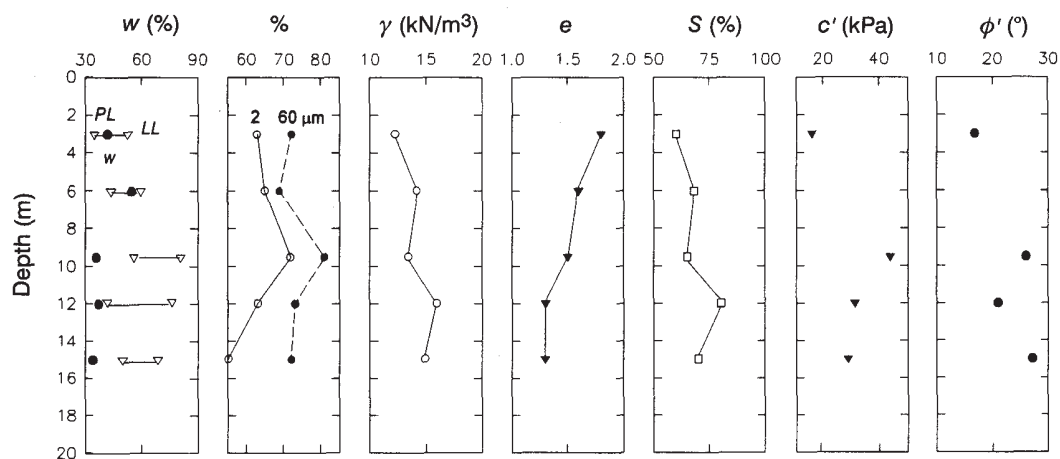 w (%) % γ (kN/m³) e S (%) c' (kPa) ϕ' (°)
30 60 90 60 70 80 10 15 20 1.0 1.5 2.0 50 75 100 20 40 10 20 30
0
2
4
6
8
10
12
14
16
18
20
Depth (m)
PL
LL
w
2 60 μm